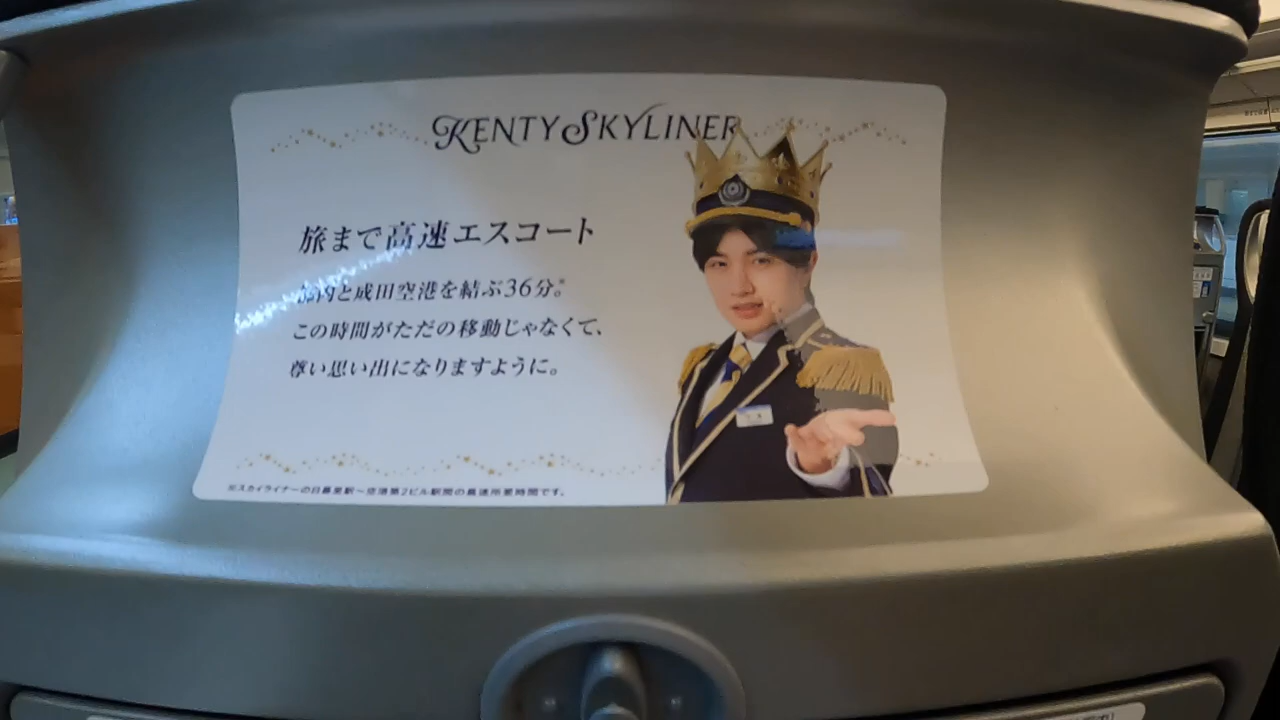 KENTY SKYLINER
旅まで高速エスコート
都内と成田空港を結ぶ36分。※
この時間がただの移動じゃなくて、
尊い思い出になりますように。
※スカイライナーの日暮里駅～空港第2ビル駅間の最速所要時間です。